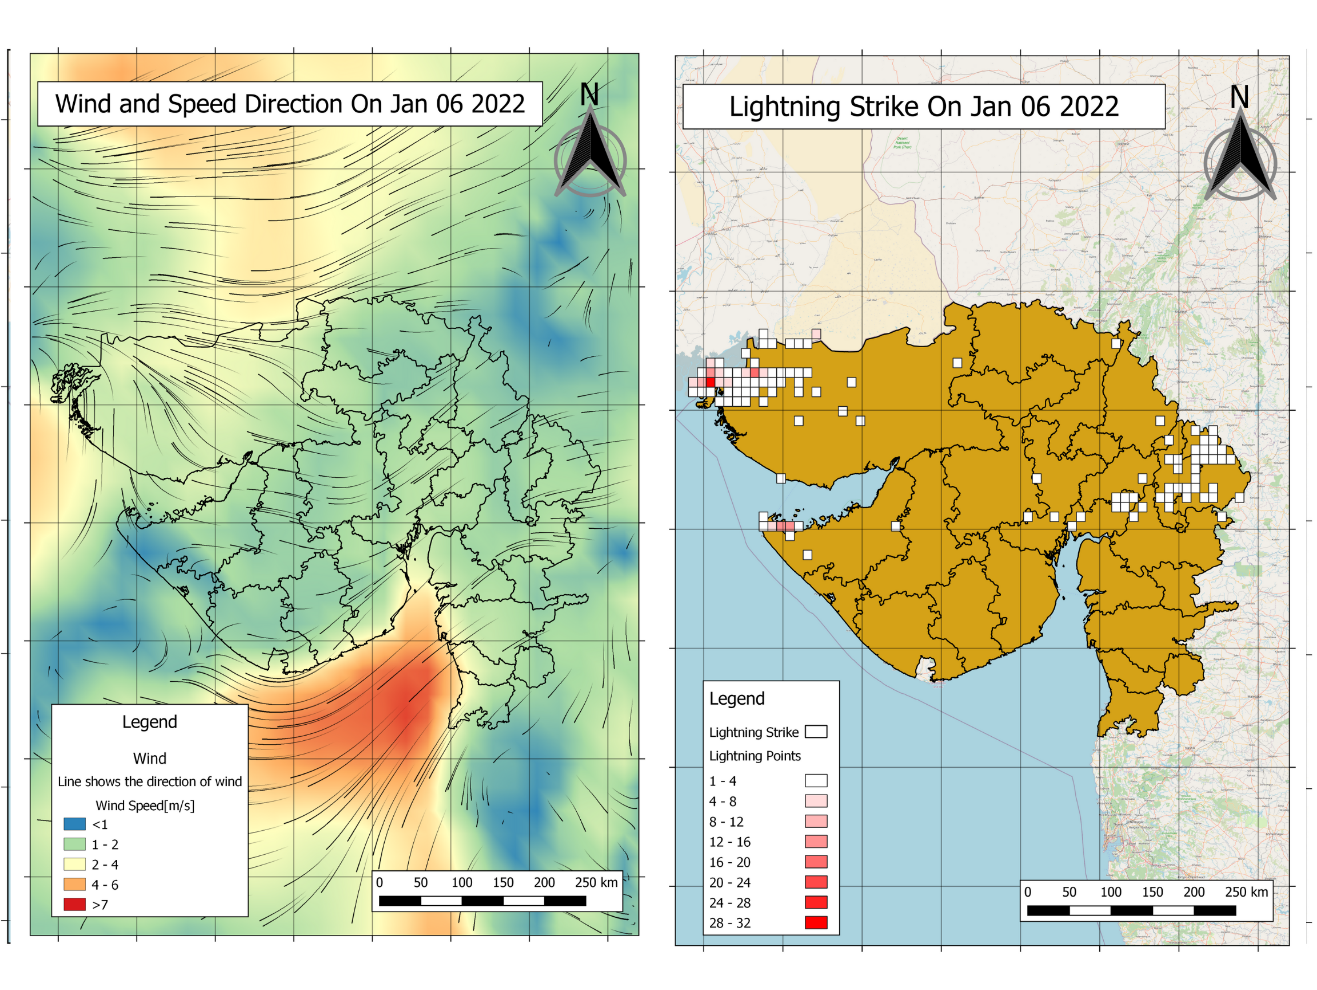 Wind and Speed Direction On Jan 06 2022
N
Legend
Wind
Line shows the direction of wind
Wind Speed[m/s]
<1
1 - 2
2 - 4
4 - 6
>7
0 50 100 150 200 250 km
Lightning Strike On Jan 06 2022
N
Legend
Lightning Strike
Lightning Points
1 - 4
4 - 8
8 - 12
12 - 16
16 - 20
20 - 24
24 - 28
28 - 32
0 50 100 150 200 250 km